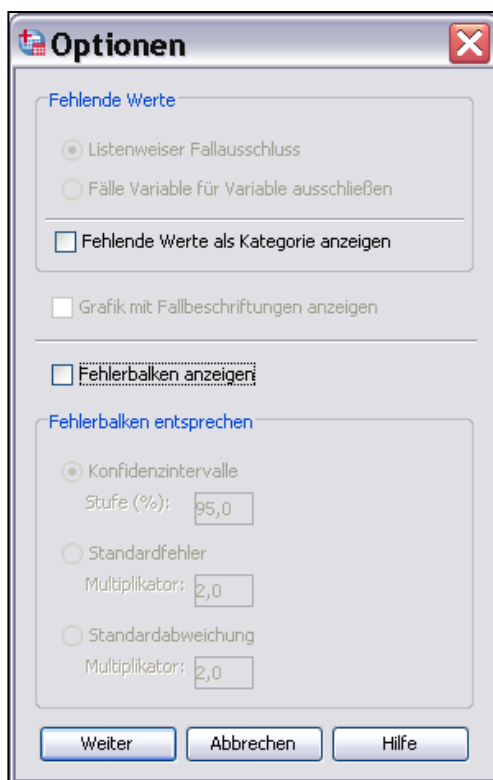 Optionen
Fehlende Werte
Listenweiser Fallausschluss
Fälle Variable für Variable ausschließen
Fehlende Werte als Kategorie anzeigen
Grafik mit Fallbeschriftungen anzeigen
Fehlerbalken anzeigen
Fehlerbalken entsprechen
Konfidenzintervalle
Stufe (%): 95,0
Standardfehler
Multiplikator: 2,0
Standardabweichung
Multiplikator: 2,0
Weiter Abbrechen Hilfe